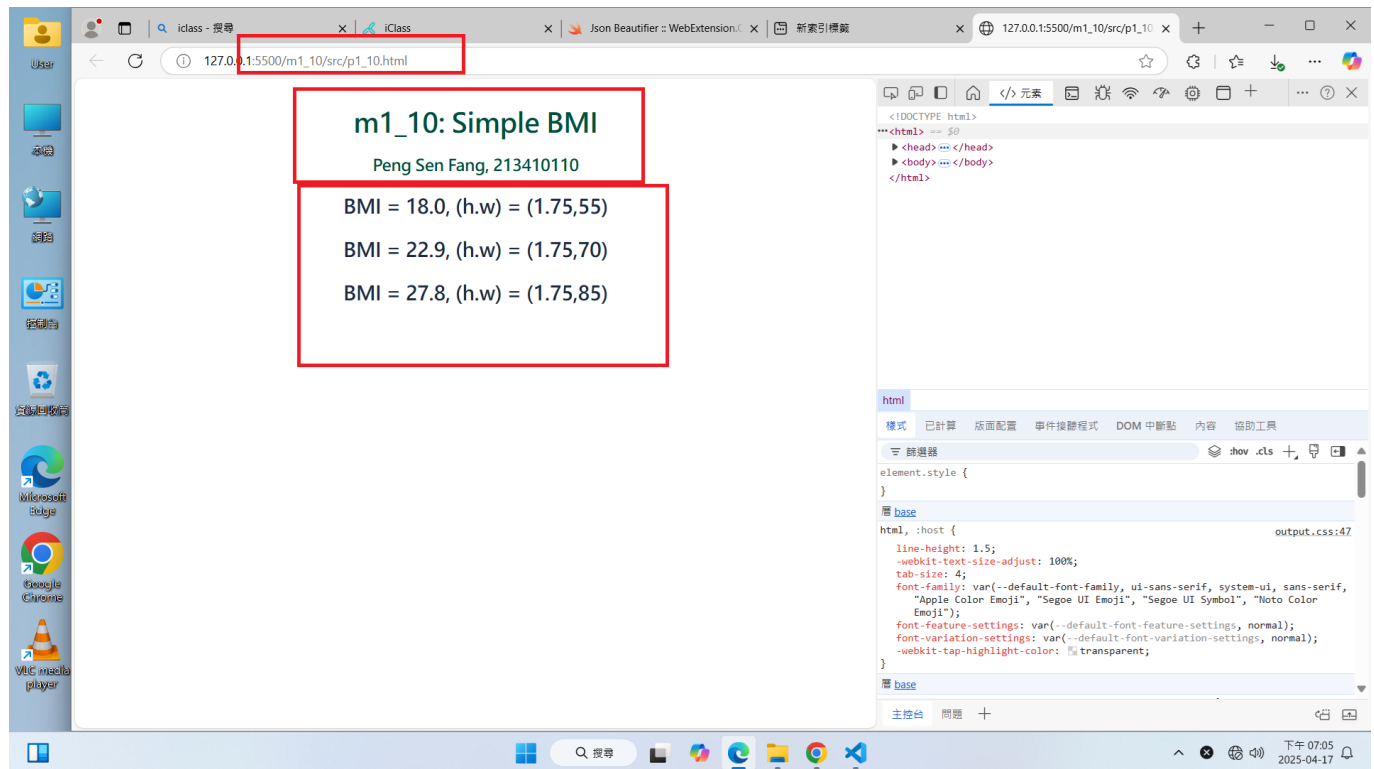 iclass - 搜尋
iClass
Json Beautifier :: WebExtension.
新索引標籤
127.0.0.1:5500/m1_10/src/p1_10
127.0.0.1:5500/m1_10/src/p1_10.html
User
本機
網路
控制台
資源回收筒
Microsoft
Edge
Google
Chrome
VLC media
player
m1_10: Simple BMI
Peng Sen Fang, 213410110
BMI = 18.0, (h.w) = (1.75,55)
BMI = 22.9, (h.w) = (1.75,70)
BMI = 27.8, (h.w) = (1.75,85)
</> 元素
<!DOCTYPE html>
<html> == $0
<head> ⋯ </head>
<body> ⋯ </body>
</html>
html
樣式 已計算 版面配置 事件接聽程式 DOM 中斷點 內容 協助工具
篩選器 :hov .cls
element.style {
}
層 base
html, :host { output.css:47
line-height: 1.5;
-webkit-text-size-adjust: 100%;
tab-size: 4;
font-family: var(--default-font-family, ui-sans-serif, system-ui, sans-serif,
"Apple Color Emoji", "Segoe UI Emoji", "Segoe UI Symbol", "Noto Color
Emoji");
font-feature-settings: var(--default-font-feature-settings, normal);
font-variation-settings: var(--default-font-variation-settings, normal);
-webkit-tap-highlight-color: transparent;
}
層 base
主控台 問題
搜尋
下午 07:05
2025-04-17